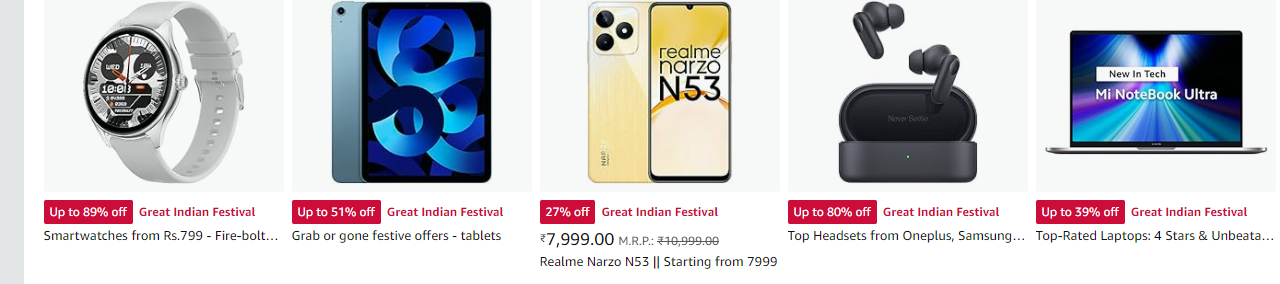 WED
10:08
realme
narzo
N53
Never Settle
New In Tech
Mi NoteBook Ultra
Up to 89% off Great Indian Festival
Smartwatches from Rs.799 - Fire-bolt...
Up to 51% off Great Indian Festival
Grab or gone festive offers - tablets
27% off Great Indian Festival
₹7,999.00 M.R.P.: ₹10,999.00
Realme Narzo N53 || Starting from 7999
Up to 80% off Great Indian Festival
Top Headsets from Oneplus, Samsung...
Up to 39% off Great Indian Festival
Top-Rated Laptops: 4 Stars & Unbeata...